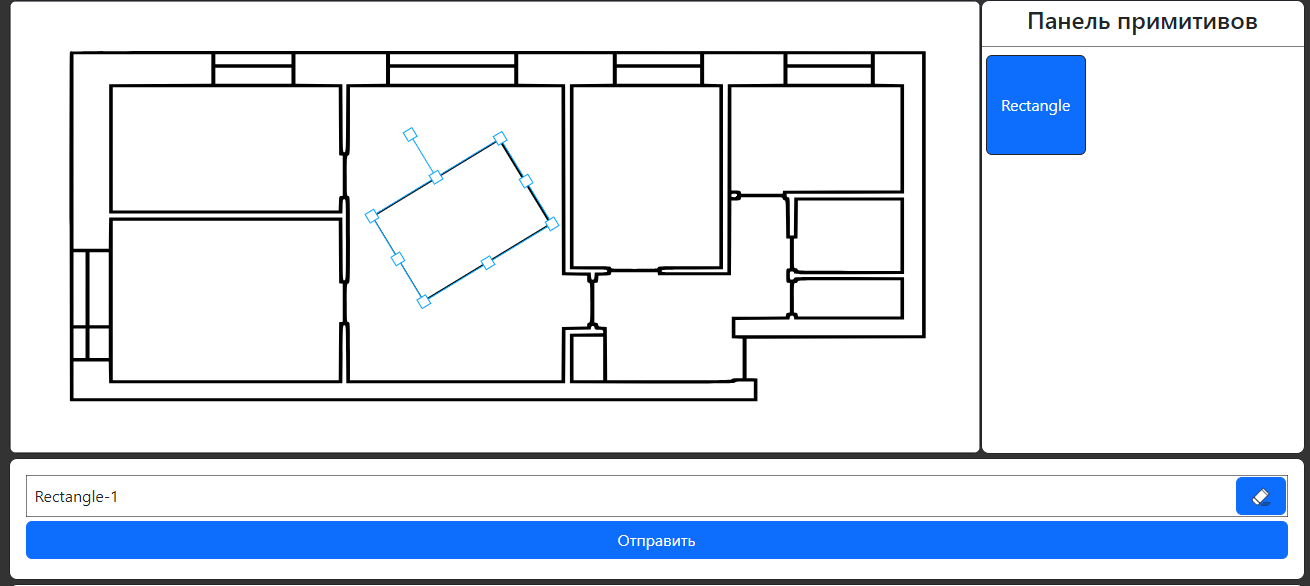 Панель примитивов
Rectangle
Rectangle-1
Отправить